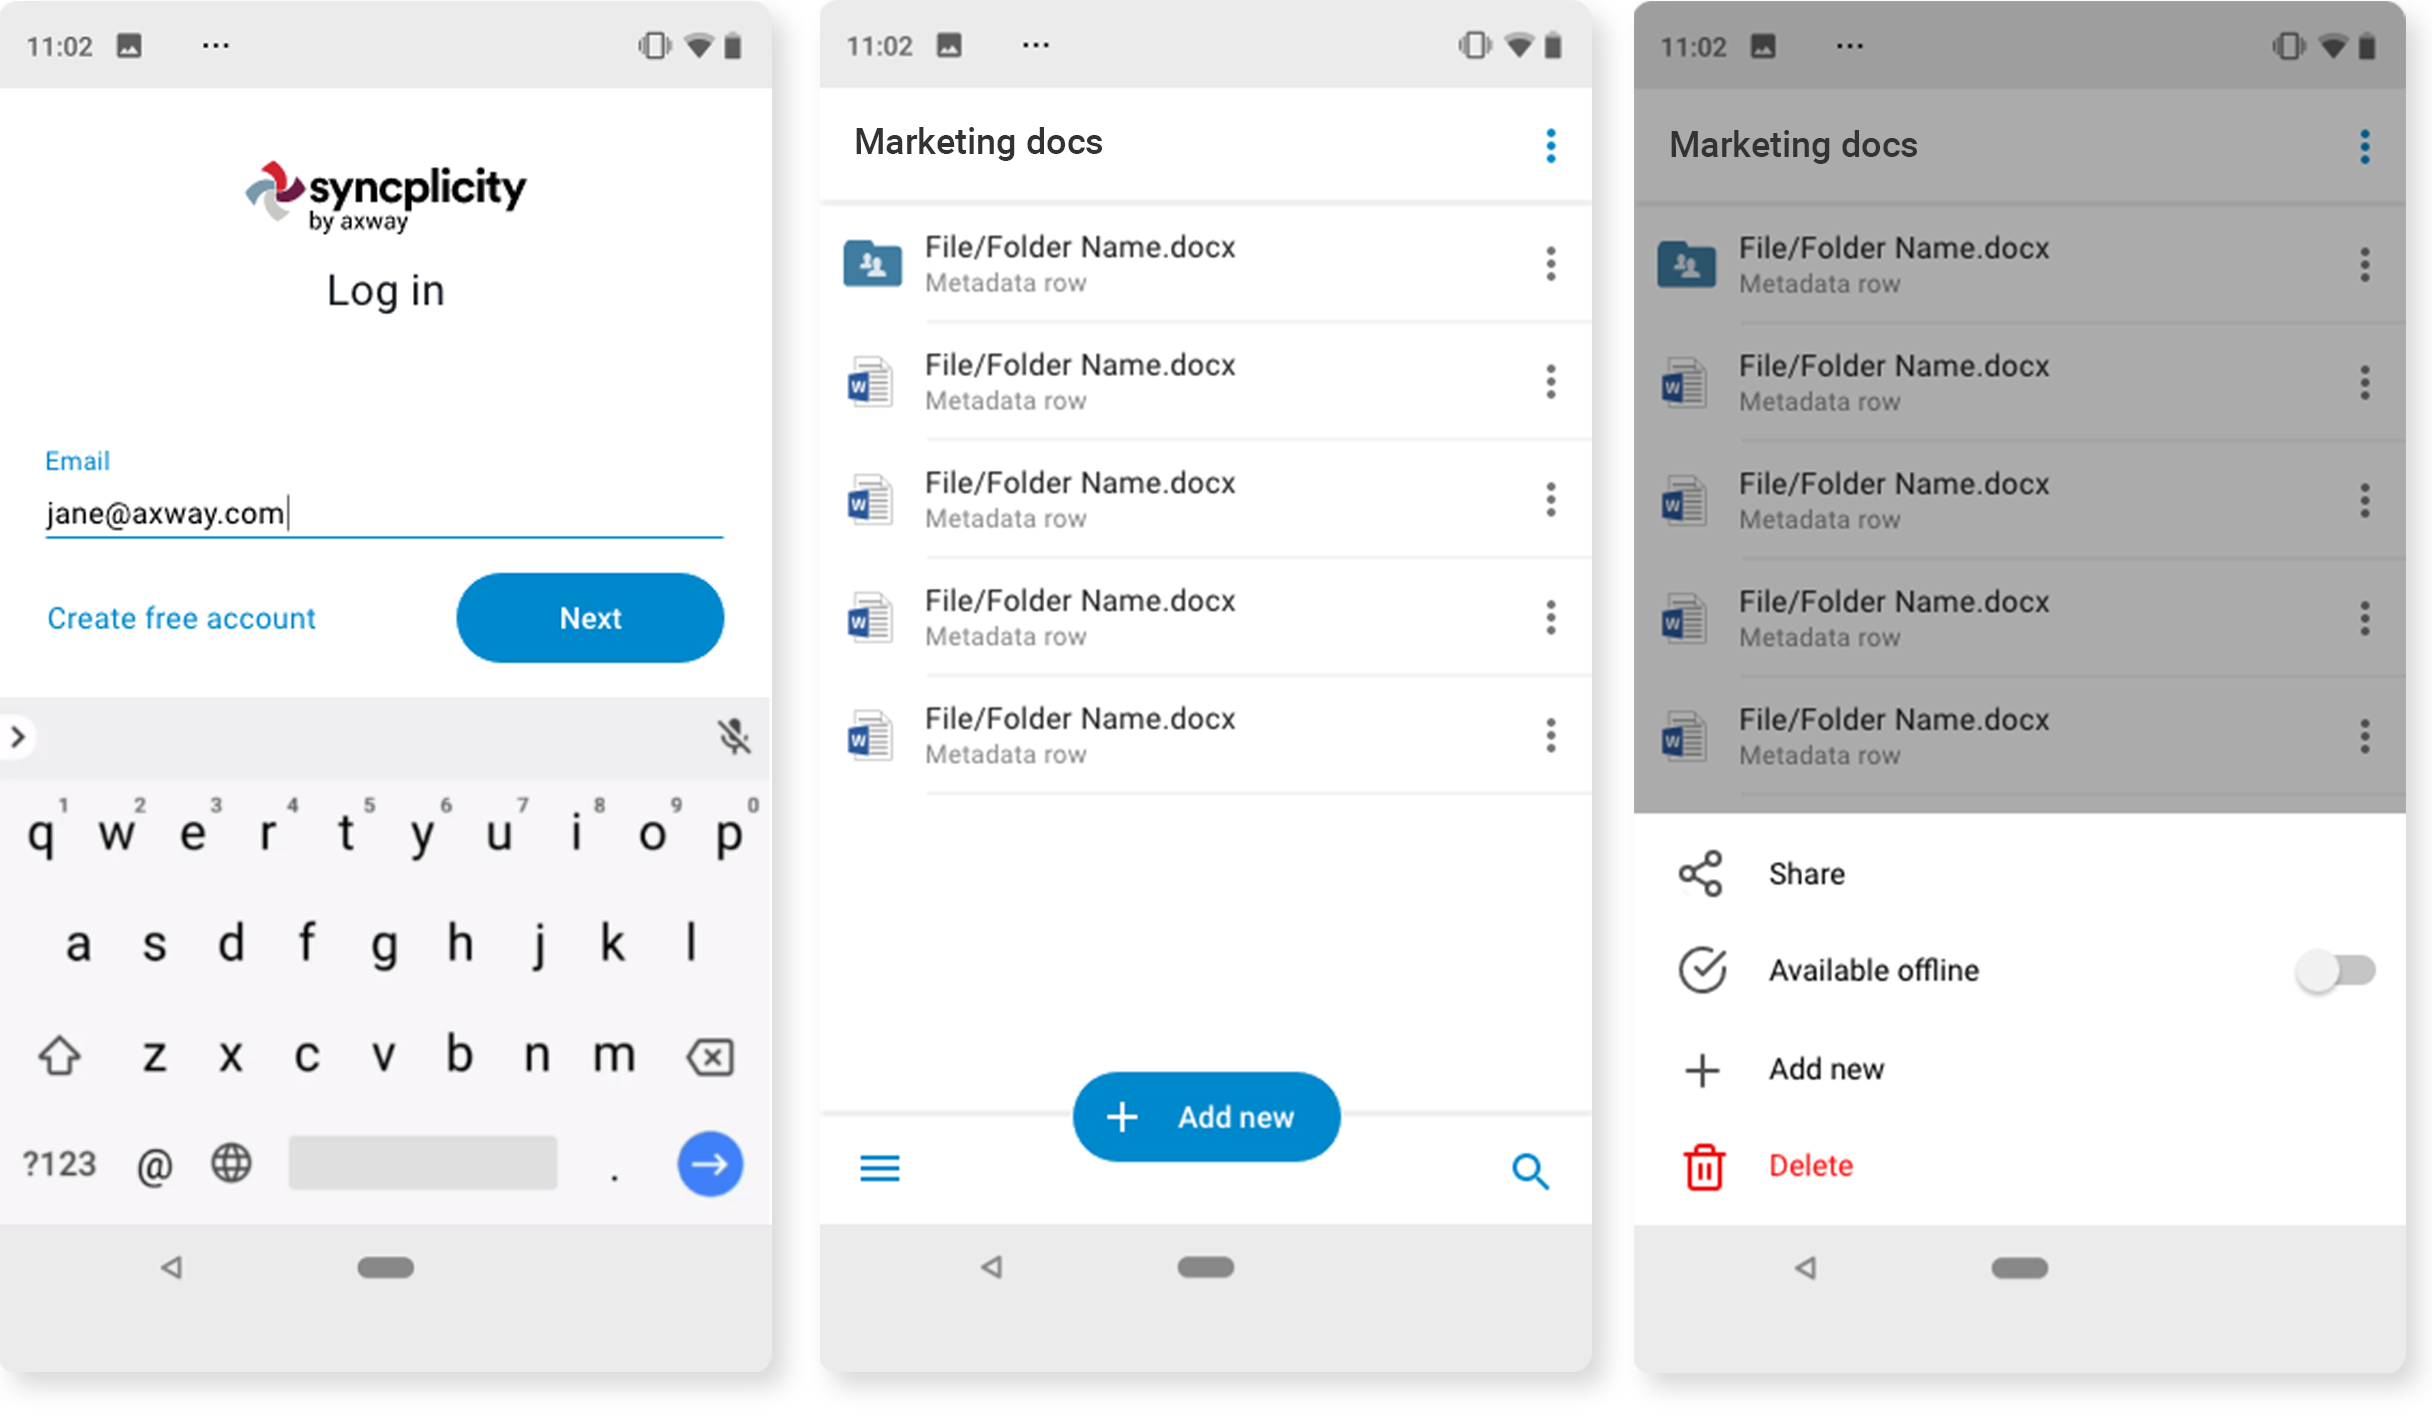 11:02
syncplicity
by axway
Log in
Email
jane@axway.com
Create free account
Next
1 2 3 4 5 6 7 8 9 0
q w e r t y u i o p
a s d f g h j k l
z x c v b n m
?123 @ .
11:02
Marketing docs
File/Folder Name.docx
Metadata row
W File/Folder Name.docx
Metadata row
W File/Folder Name.docx
Metadata row
W File/Folder Name.docx
Metadata row
W File/Folder Name.docx
Metadata row
Add new
11:02
Marketing docs
File/Folder Name.docx
Metadata row
W File/Folder Name.docx
Metadata row
W File/Folder Name.docx
Metadata row
W File/Folder Name.docx
Metadata row
W File/Folder Name.docx
Metadata row
Share
Available offline
Add new
Delete